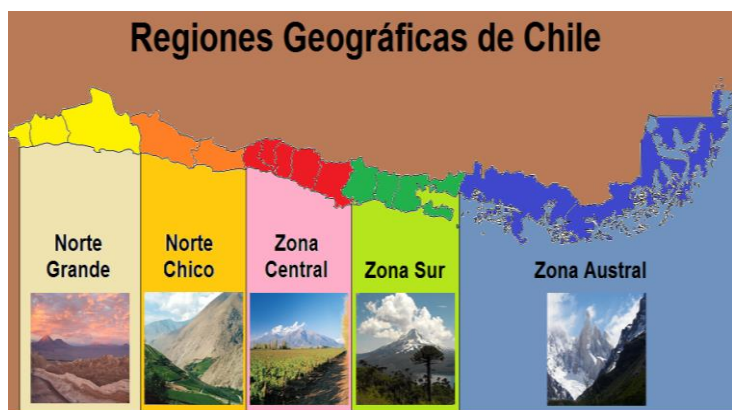 Regiones Geográficas de Chile
Norte
Grande
Norte
Chico
Zona
Central
Zona Sur
Zona Austral